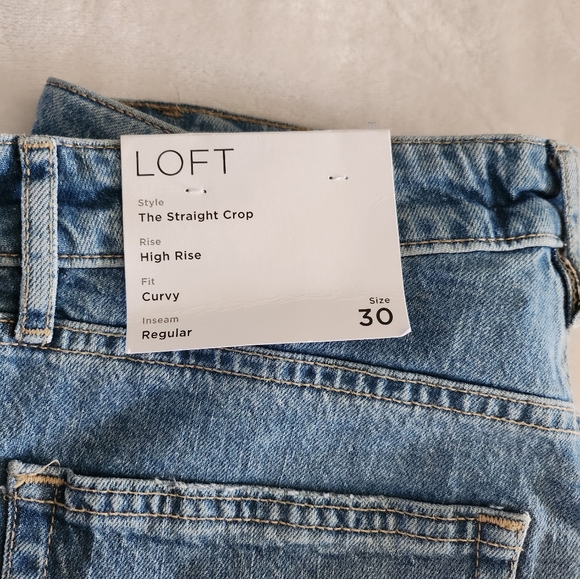 LOFT
Style
The Straight Crop
Rise
High Rise
Fit
Curvy
Inseam
Regular
Size
30